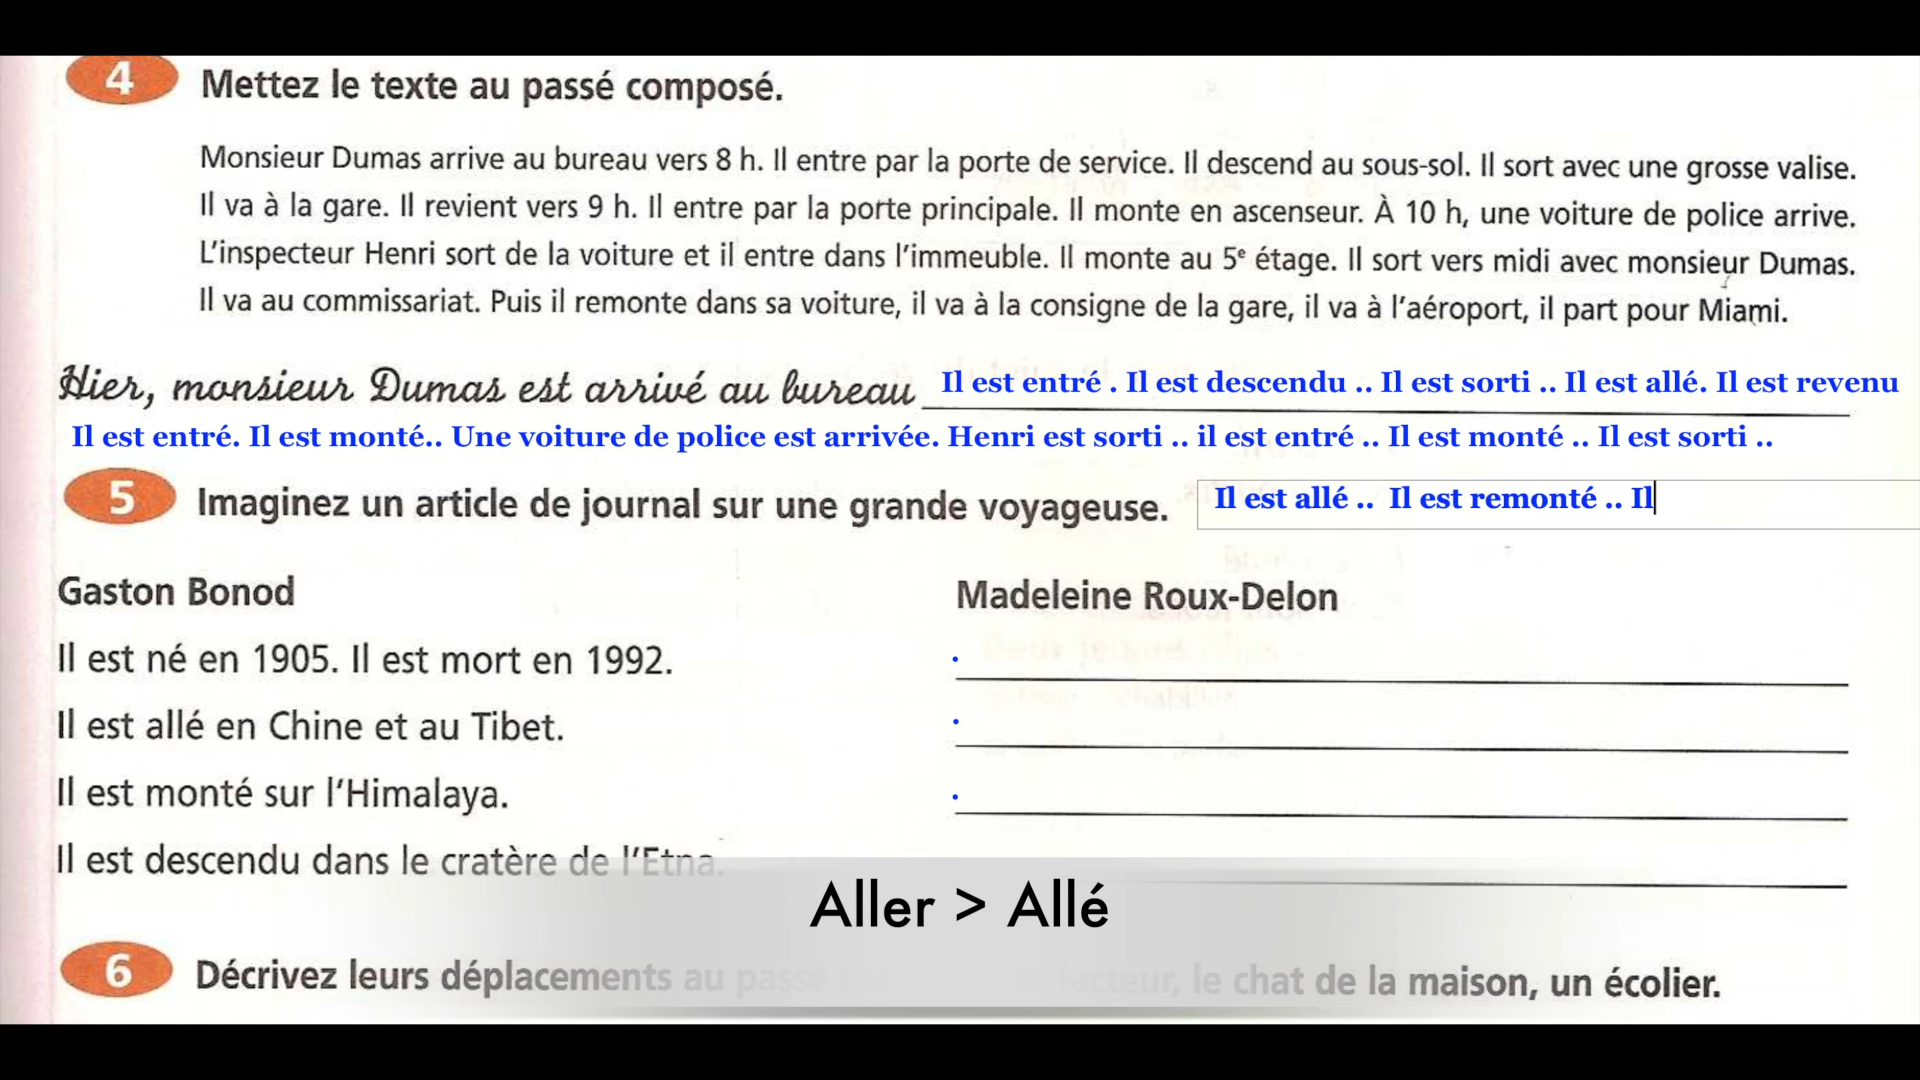 4 Mettez le texte au passé composé.
Monsieur Dumas arrive au bureau vers 8 h. Il entre par la porte de service. Il descend au sous-sol. Il sort avec une grosse valise.
Il va à la gare. Il revient vers 9 h. Il entre par la porte principale. Il monte en ascenseur. À 10 h, une voiture de police arrive.
L'inspecteur Henri sort de la voiture et il entre dans l'immeuble. Il monte au 5e étage. Il sort vers midi avec monsieur Dumas.
Il va au commissariat. Puis il remonte dans sa voiture, il va à la consigne de la gare, il va à l'aéroport, il part pour Miami.
Hier, monsieur Dumas est arrivé au bureau Il est entré . Il est descendu .. Il est sorti .. Il est allé. Il est revenu
Il est entré. Il est monté.. Une voiture de police est arrivée. Henri est sorti .. il est entré .. Il est monté .. Il est sorti ..
5 Imaginez un article de journal sur une grande voyageuse. Il est allé .. Il est remonté .. Il
Gaston Bonod
Il est né en 1905. Il est mort en 1992.
Il est allé en Chine et au Tibet.
Il est monté sur l'Himalaya.
Il est descendu dans le cratère de l'Etna.
Madeleine Roux-Delon
Aller > Allé
6 Décrivez leurs déplacements au passé facteur, le chat de la maison, un écolier.